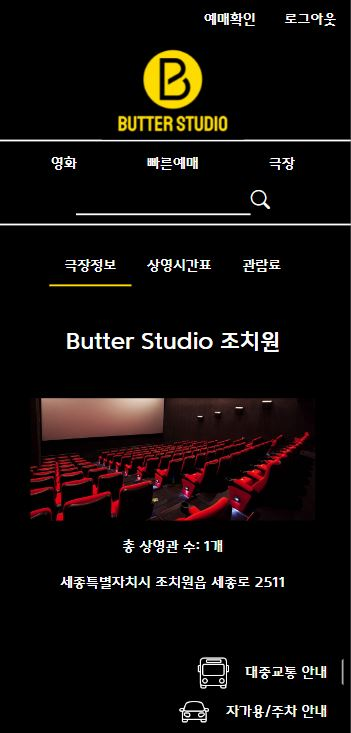 예매확인 로그아웃
BUTTER STUDIO
영화 빠른예매 극장
극장정보 상영시간표 관람료
Butter Studio 조치원
총 상영관 수: 1개
세종특별자치시 조치원읍 세종로 2511
대중교통 안내
자가용/주차 안내